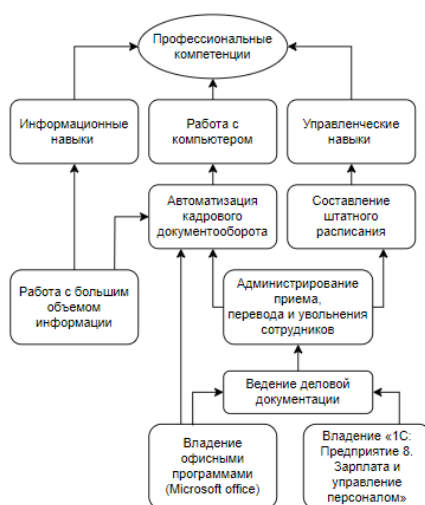 Профессиональные
компетенции
Информационные
навыки
Работа с
компьютером
Управленческие
навыки
Автоматизация
кадрового
документооборота
Составление
штатного
расписания
Работа с большим
объемом
информации
Администрирование
приема,
перевода и увольнения
сотрудников
Ведение деловой
документации
Владение
офисными
программами
(Microsoft office)
Владение «1С:
Предприятие 8.
Зарплата и
управление
персоналом»